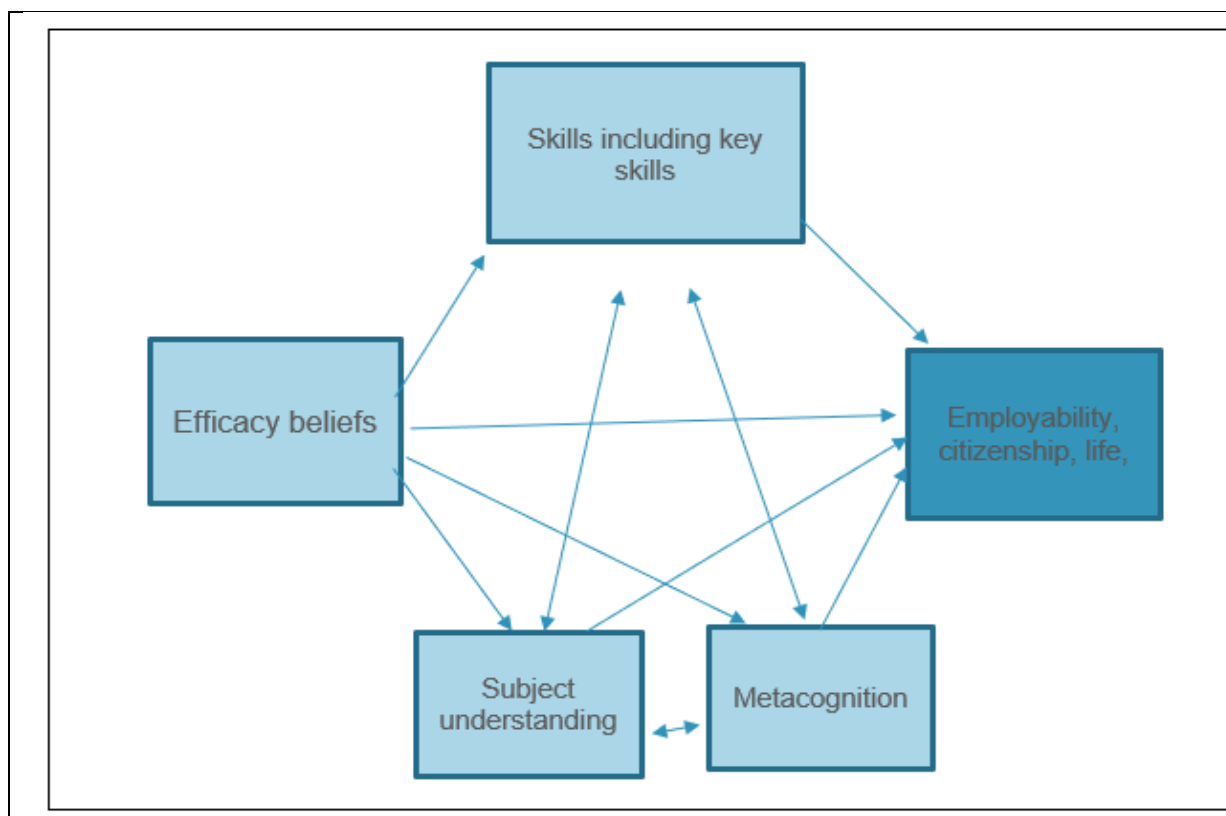 Skills including key
skills
Efficacy beliefs
Employability,
citizenship, life,
Subject
understanding
Metacognition